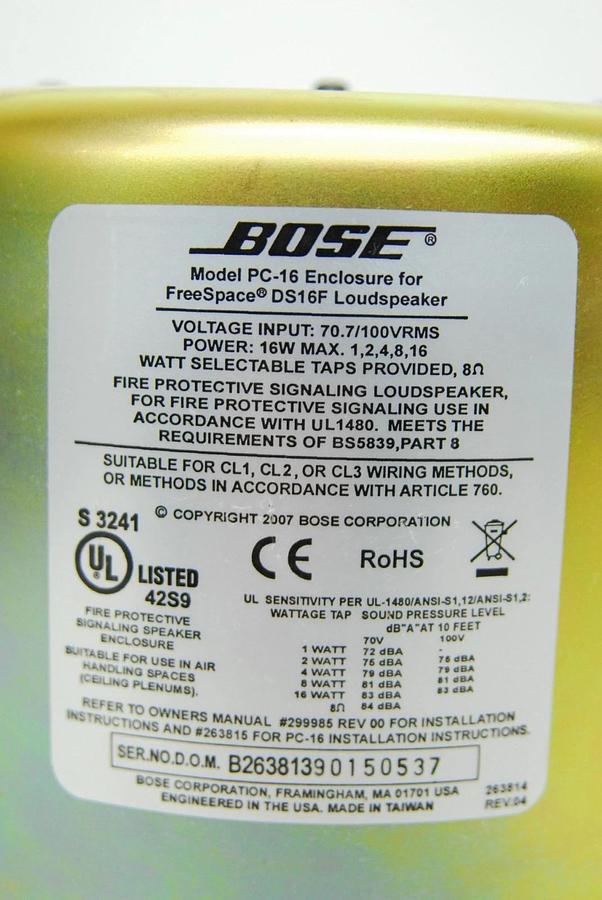 BOSE®
Model PC-16 Enclosure for
FreeSpace® DS16F Loudspeaker
VOLTAGE INPUT: 70.7/100VRMS
POWER: 16W MAX. 1,2,4,8,16
WATT SELECTABLE TAPS PROVIDED, 8Ω
FIRE PROTECTIVE SIGNALING LOUDSPEAKER,
FOR FIRE PROTECTIVE SIGNALING USE IN
ACCORDANCE WITH UL1480. MEETS THE
REQUIREMENTS OF BS5839,PART 8
SUITABLE FOR CL1, CL2, OR CL3 WIRING METHODS,
OR METHODS IN ACCORDANCE WITH ARTICLE 760.
© COPYRIGHT 2007 BOSE CORPORATION
S 3241
UL® LISTED
42S9
CE RoHS
FIRE PROTECTIVE
SIGNALING SPEAKER
ENCLOSURE
SUITABLE FOR USE IN AIR
HANDLING SPACES
(CEILING PLENUMS).
UL SENSITIVITY PER UL-1480/ANSI-S1,12/ANSI-S1,2:
WATTAGE TAP SOUND PRESSURE LEVEL
dB"A"AT 10 FEET
70V 100V
1 WATT 72 dBA -
2 WATT 75 dBA 76 dBA
4 WATT 79 dBA 79 dBA
8 WATT 81 dBA 81 dBA
16 WATT 83 dBA 83 dBA
8Ω 84 dBA
REFER TO OWNERS MANUAL #299985 REV 00 FOR INSTALLATION
INSTRUCTIONS AND #263815 FOR PC-16 INSTALLATION INSTRUCTIONS.
SER.NO.D.O.M. B26381390150537
BOSE CORPORATION, FRAMINGHAM, MA 01701 USA
ENGINEERED IN THE USA. MADE IN TAIWAN
263814
REV.04